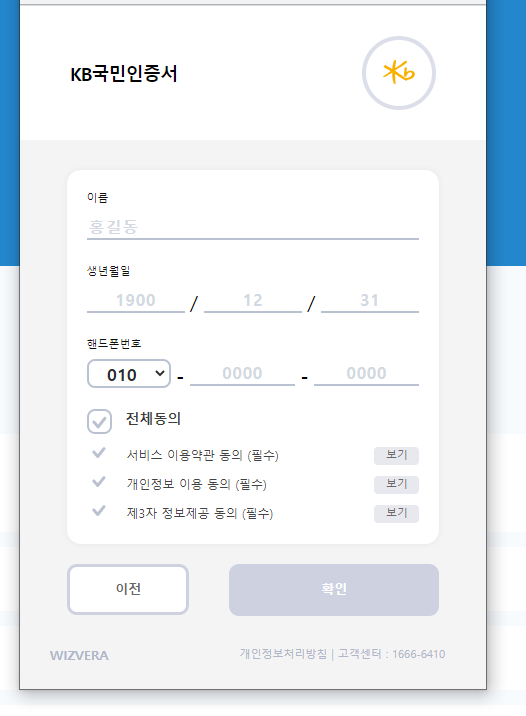 KB국민인증서
Kb
이름
홍길동
생년월일
1900 / 12 / 31
핸드폰번호
010 - 0000 - 0000
전체동의
서비스 이용약관 동의 (필수) 보기
개인정보 이용 동의 (필수) 보기
제3자 정보제공 동의 (필수) 보기
이전 확인
WIZVERA 개인정보처리방침 | 고객센터 : 1666-6410